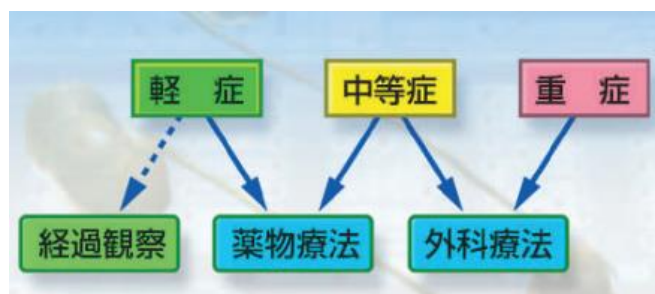 軽 症 中等症 重 症
経過観察 薬物療法 外科療法